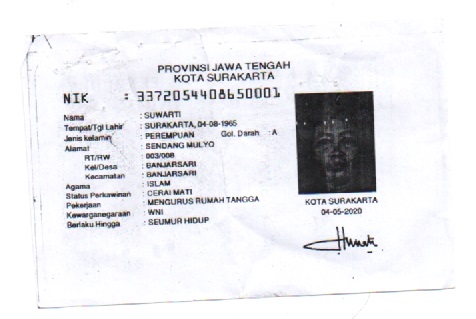 PROVINSI JAWA TENGAH
KOTA SURAKARTA
NIK : 3372054408650001
Nama : SUWARTI
Tempat/Tgl Lahir : SURAKARTA, 04-08-1965
Jenis kelamin : PEREMPUAN Gol. Darah : A
Alamat : SENDANG MULYO
RT/RW : 003/008
Kel/Desa : BANJARSARI
Kecamatan : BANJARSARI
Agama : ISLAM
Status Perkawinan : CERAI MATI
Pekerjaan : MENGURUS RUMAH TANGGA
Kewarganegaraan : WNI
Berlaku Hingga : SEUMUR HIDUP
KOTA SURAKARTA
04-05-2020